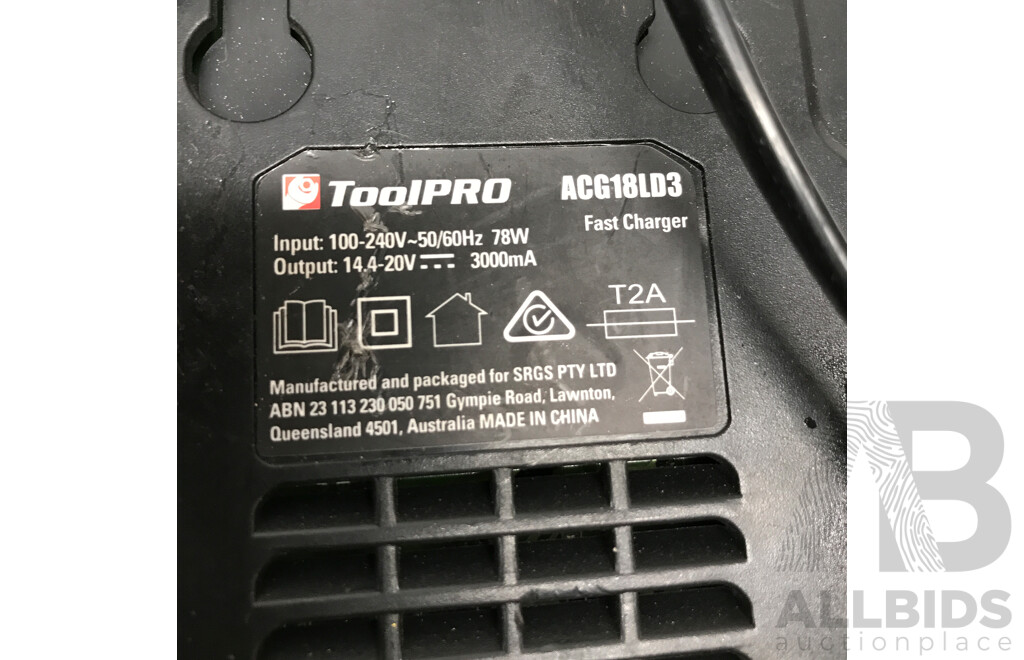 ToolPRO
ACG18LD3
Fast Charger
Input: 100-240V~50/60Hz 78W
Output: 14.4-20V 3000mA
T2A
Manufactured and packaged for SRGS PTY LTD
ABN 23 113 230 050 751 Gympie Road, Lawnton,
Queensland 4501, Australia MADE IN CHINA
AB
ALLBIDS
auctionplace